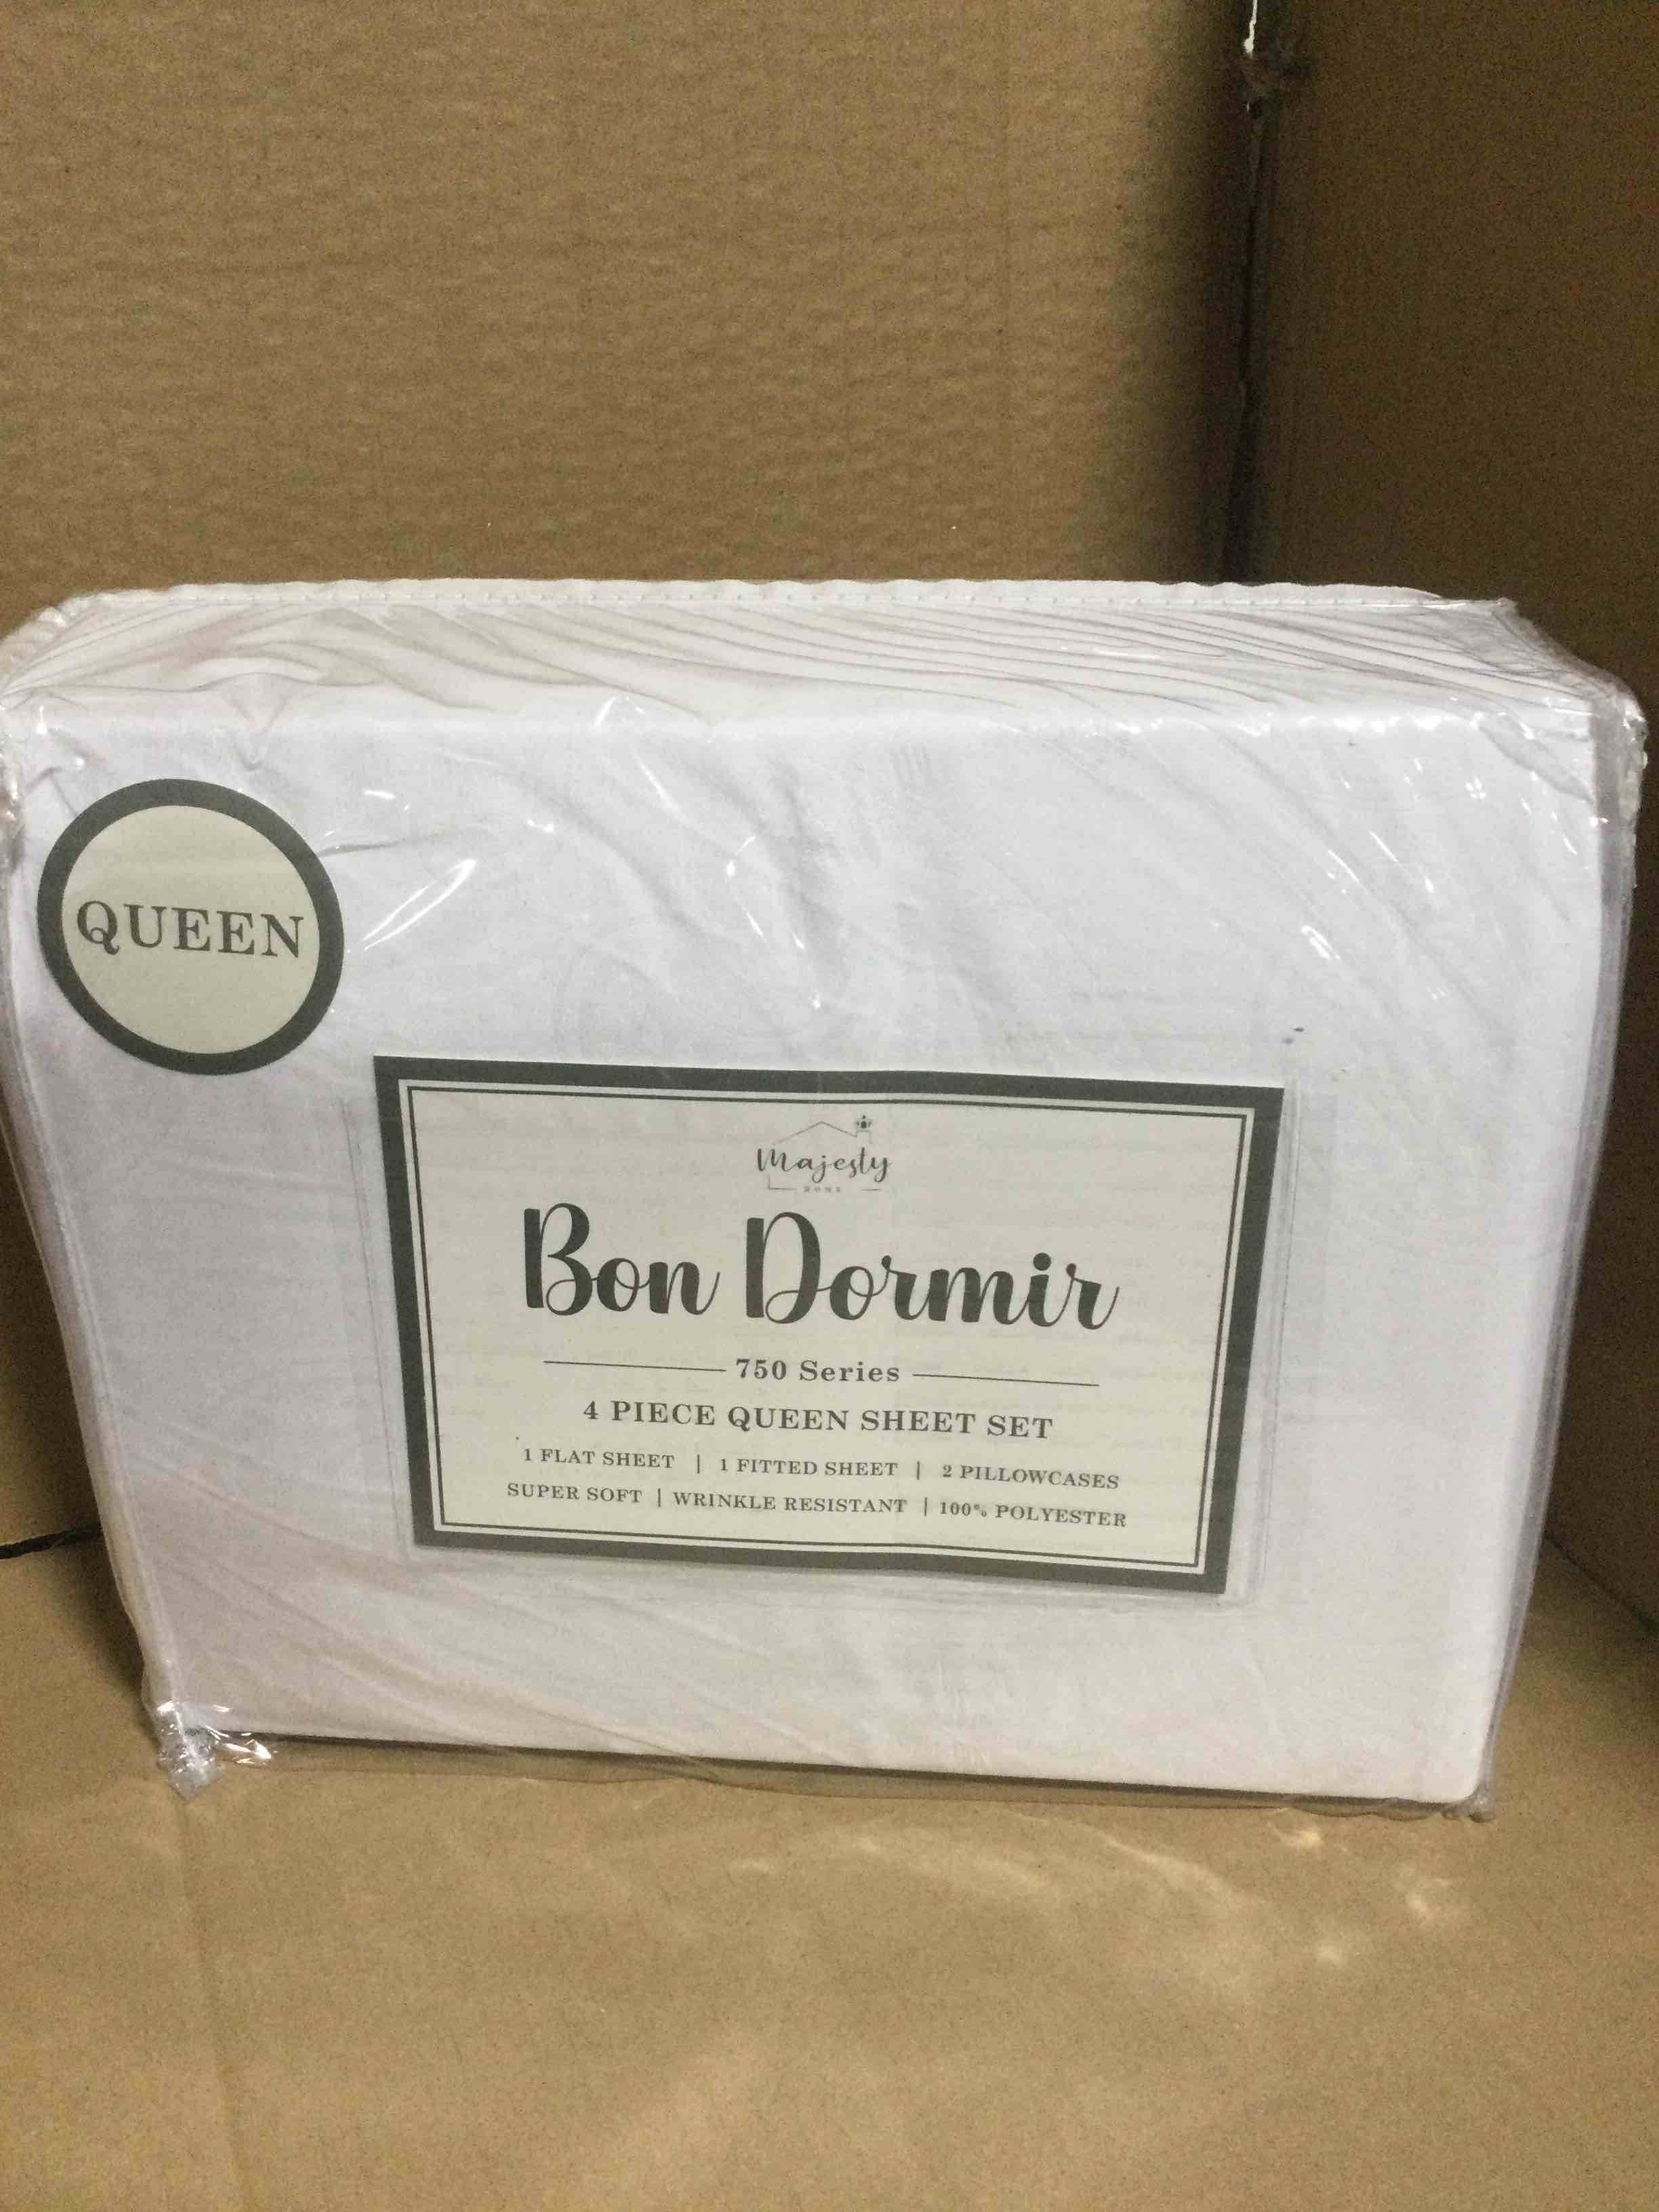 QUEEN
Majesty
Bon Dormir
750 Series
4 PIECE QUEEN SHEET SET
1 FLAT SHEET | 1 FITTED SHEET | 2 PILLOWCASES
SUPER SOFT | WRINKLE RESISTANT | 100% POLYESTER